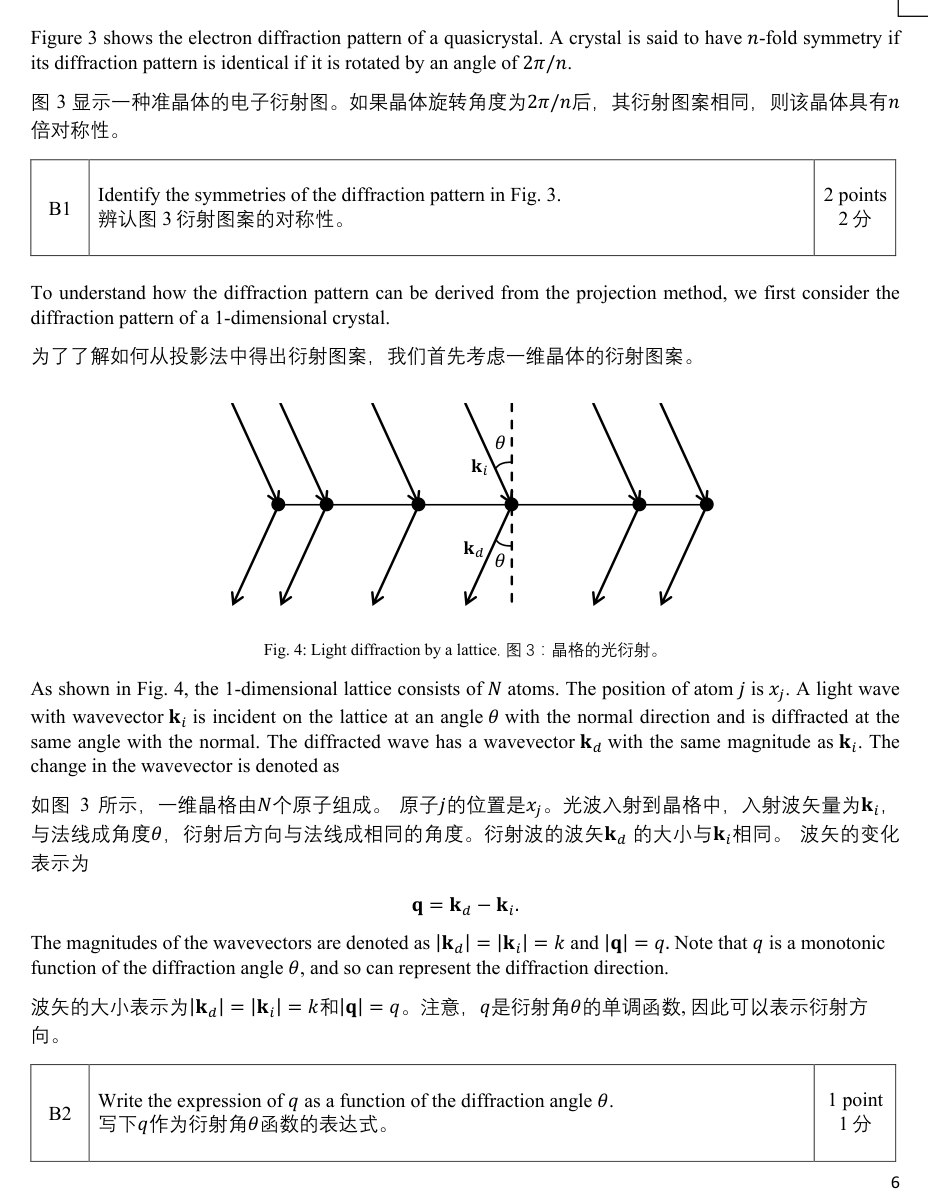 Figure 3 shows the electron diffraction pattern of a quasicrystal. A crystal is said to have n-fold symmetry if
its diffraction pattern is identical if it is rotated by an angle of 2π/n.
图 3 显示一种准晶体的电子衍射图。如果晶体旋转角度为2π/n后，其衍射图案相同，则该晶体具有n
倍对称性。
B1
Identify the symmetries of the diffraction pattern in Fig. 3.
辨认图 3 衍射图案的对称性。
2 points
2 分
To understand how the diffraction pattern can be derived from the projection method, we first consider the
diffraction pattern of a 1-dimensional crystal.
为了了解如何从投影法中得出衍射图案，我们首先考虑一维晶体的衍射图案。
θ
𝐤ᵢ
𝐤_d
θ
Fig. 4: Light diffraction by a lattice. 图 3：晶格的光衍射。
As shown in Fig. 4, the 1-dimensional lattice consists of N atoms. The position of atom j is x_j. A light wave
with wavevector 𝐤ᵢ is incident on the lattice at an angle θ with the normal direction and is diffracted at the
same angle with the normal. The diffracted wave has a wavevector 𝐤_d with the same magnitude as 𝐤ᵢ. The
change in the wavevector is denoted as
如图 3 所示，一维晶格由N个原子组成。 原子j的位置是x_j。光波入射到晶格中，入射波矢量为𝐤ᵢ，
与法线成角度θ，衍射后方向与法线成相同的角度。衍射波的波矢𝐤_d 的大小与𝐤ᵢ相同。 波矢的变化
表示为
𝐪 = 𝐤_d − 𝐤ᵢ.
The magnitudes of the wavevectors are denoted as |𝐤_d| = |𝐤ᵢ| = k and |𝐪| = q. Note that q is a monotonic
function of the diffraction angle θ, and so can represent the diffraction direction.
波矢的大小表示为|𝐤_d| = |𝐤ᵢ| = k和|𝐪| = q。注意，q是衍射角θ的单调函数, 因此可以表示衍射方
向。
B2
Write the expression of q as a function of the diffraction angle θ.
写下q作为衍射角θ函数的表达式。
1 point
1 分
6